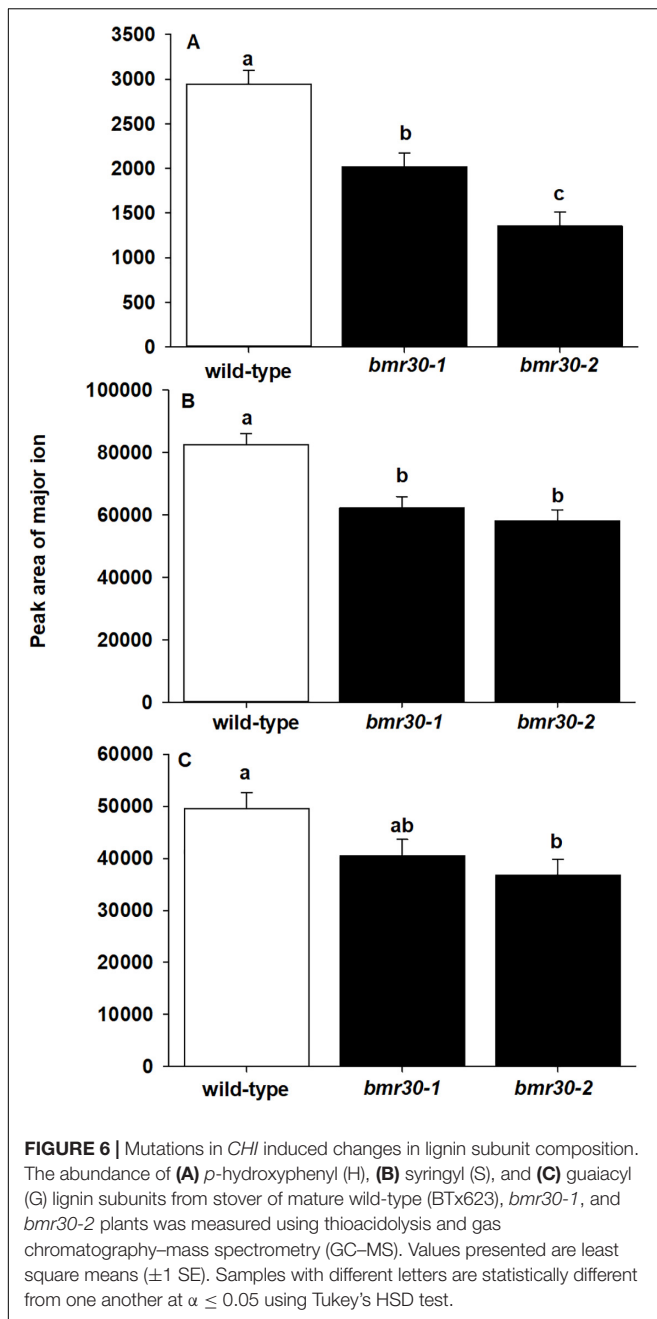 3500
A
a
3000
2500
b
2000
c
1500
1000
500
0
wild-type bmr30-1 bmr30-2
100000
B
a
80000
b
b
60000
40000
20000
0
wild-type bmr30-1 bmr30-2
Peak area of major ion
60000
C
a
50000
ab
b
40000
30000
20000
10000
0
wild-type bmr30-1 bmr30-2
FIGURE 6 | Mutations in CHI induced changes in lignin subunit composition.
The abundance of (A) p-hydroxyphenyl (H), (B) syringyl (S), and (C) guaiacyl
(G) lignin subunits from stover of mature wild-type (BTx623), bmr30-1, and
bmr30-2 plants was measured using thioacidolysis and gas
chromatography–mass spectrometry (GC–MS). Values presented are least
square means (±1 SE). Samples with different letters are statistically different
from one another at α ≤ 0.05 using Tukey's HSD test.